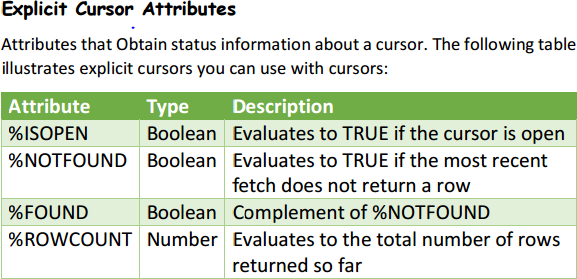 Explicit Cursor Attributes
Attributes that Obtain status information about a cursor. The following table
illustrates explicit cursors you can use with cursors:
Attribute Type Description
%ISOPEN Boolean Evaluates to TRUE if the cursor is open
%NOTFOUND Boolean Evaluates to TRUE if the most recent
fetch does not return a row
%FOUND Boolean Complement of %NOTFOUND
%ROWCOUNT Number Evaluates to the total number of rows
returned so far